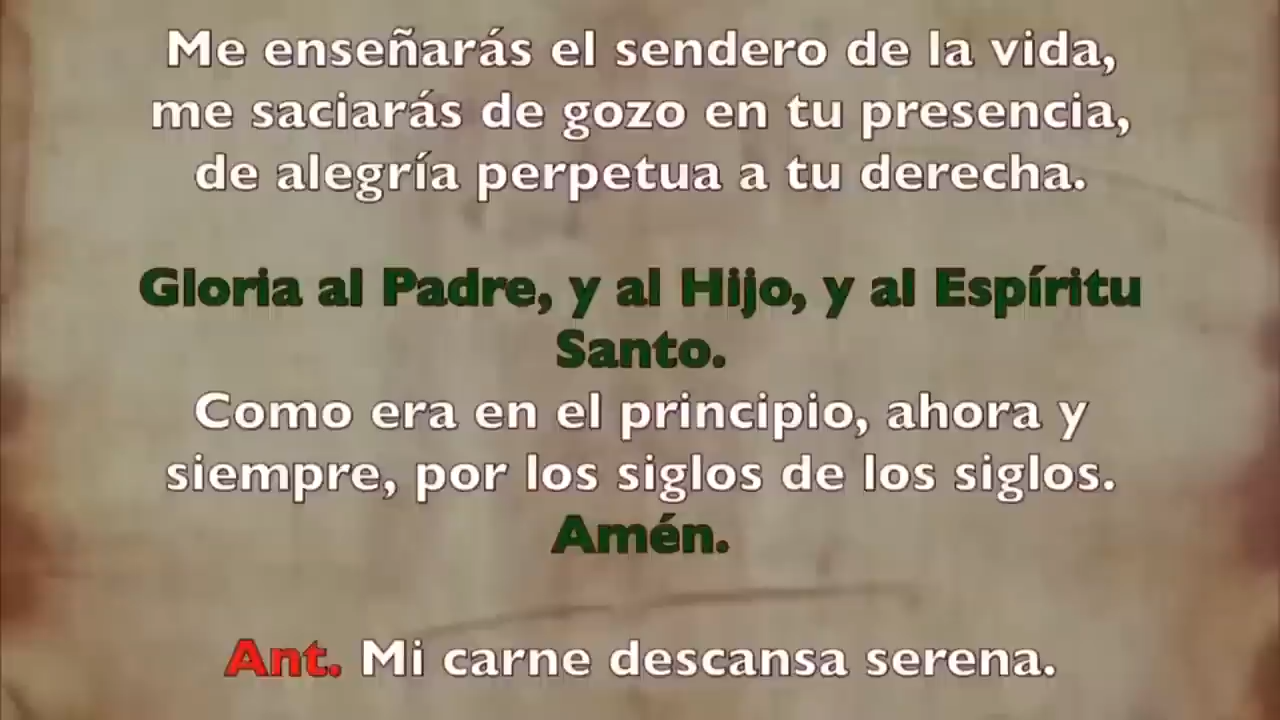 Me enseñarás el sendero de la vida,
me saciarás de gozo en tu presencia,
de alegría perpetua a tu derecha.
Gloria al Padre, y al Hijo, y al Espíritu
Santo.
Como era en el principio, ahora y
siempre, por los siglos de los siglos.
Amén.
Ant. Mi carne descansa serena.